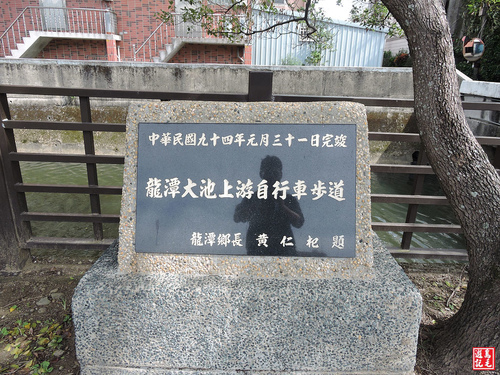 中華民國九十四年元月三十一日完竣
龍潭大池上游自行車步道
龍潭鄉長 黃仁杞 題